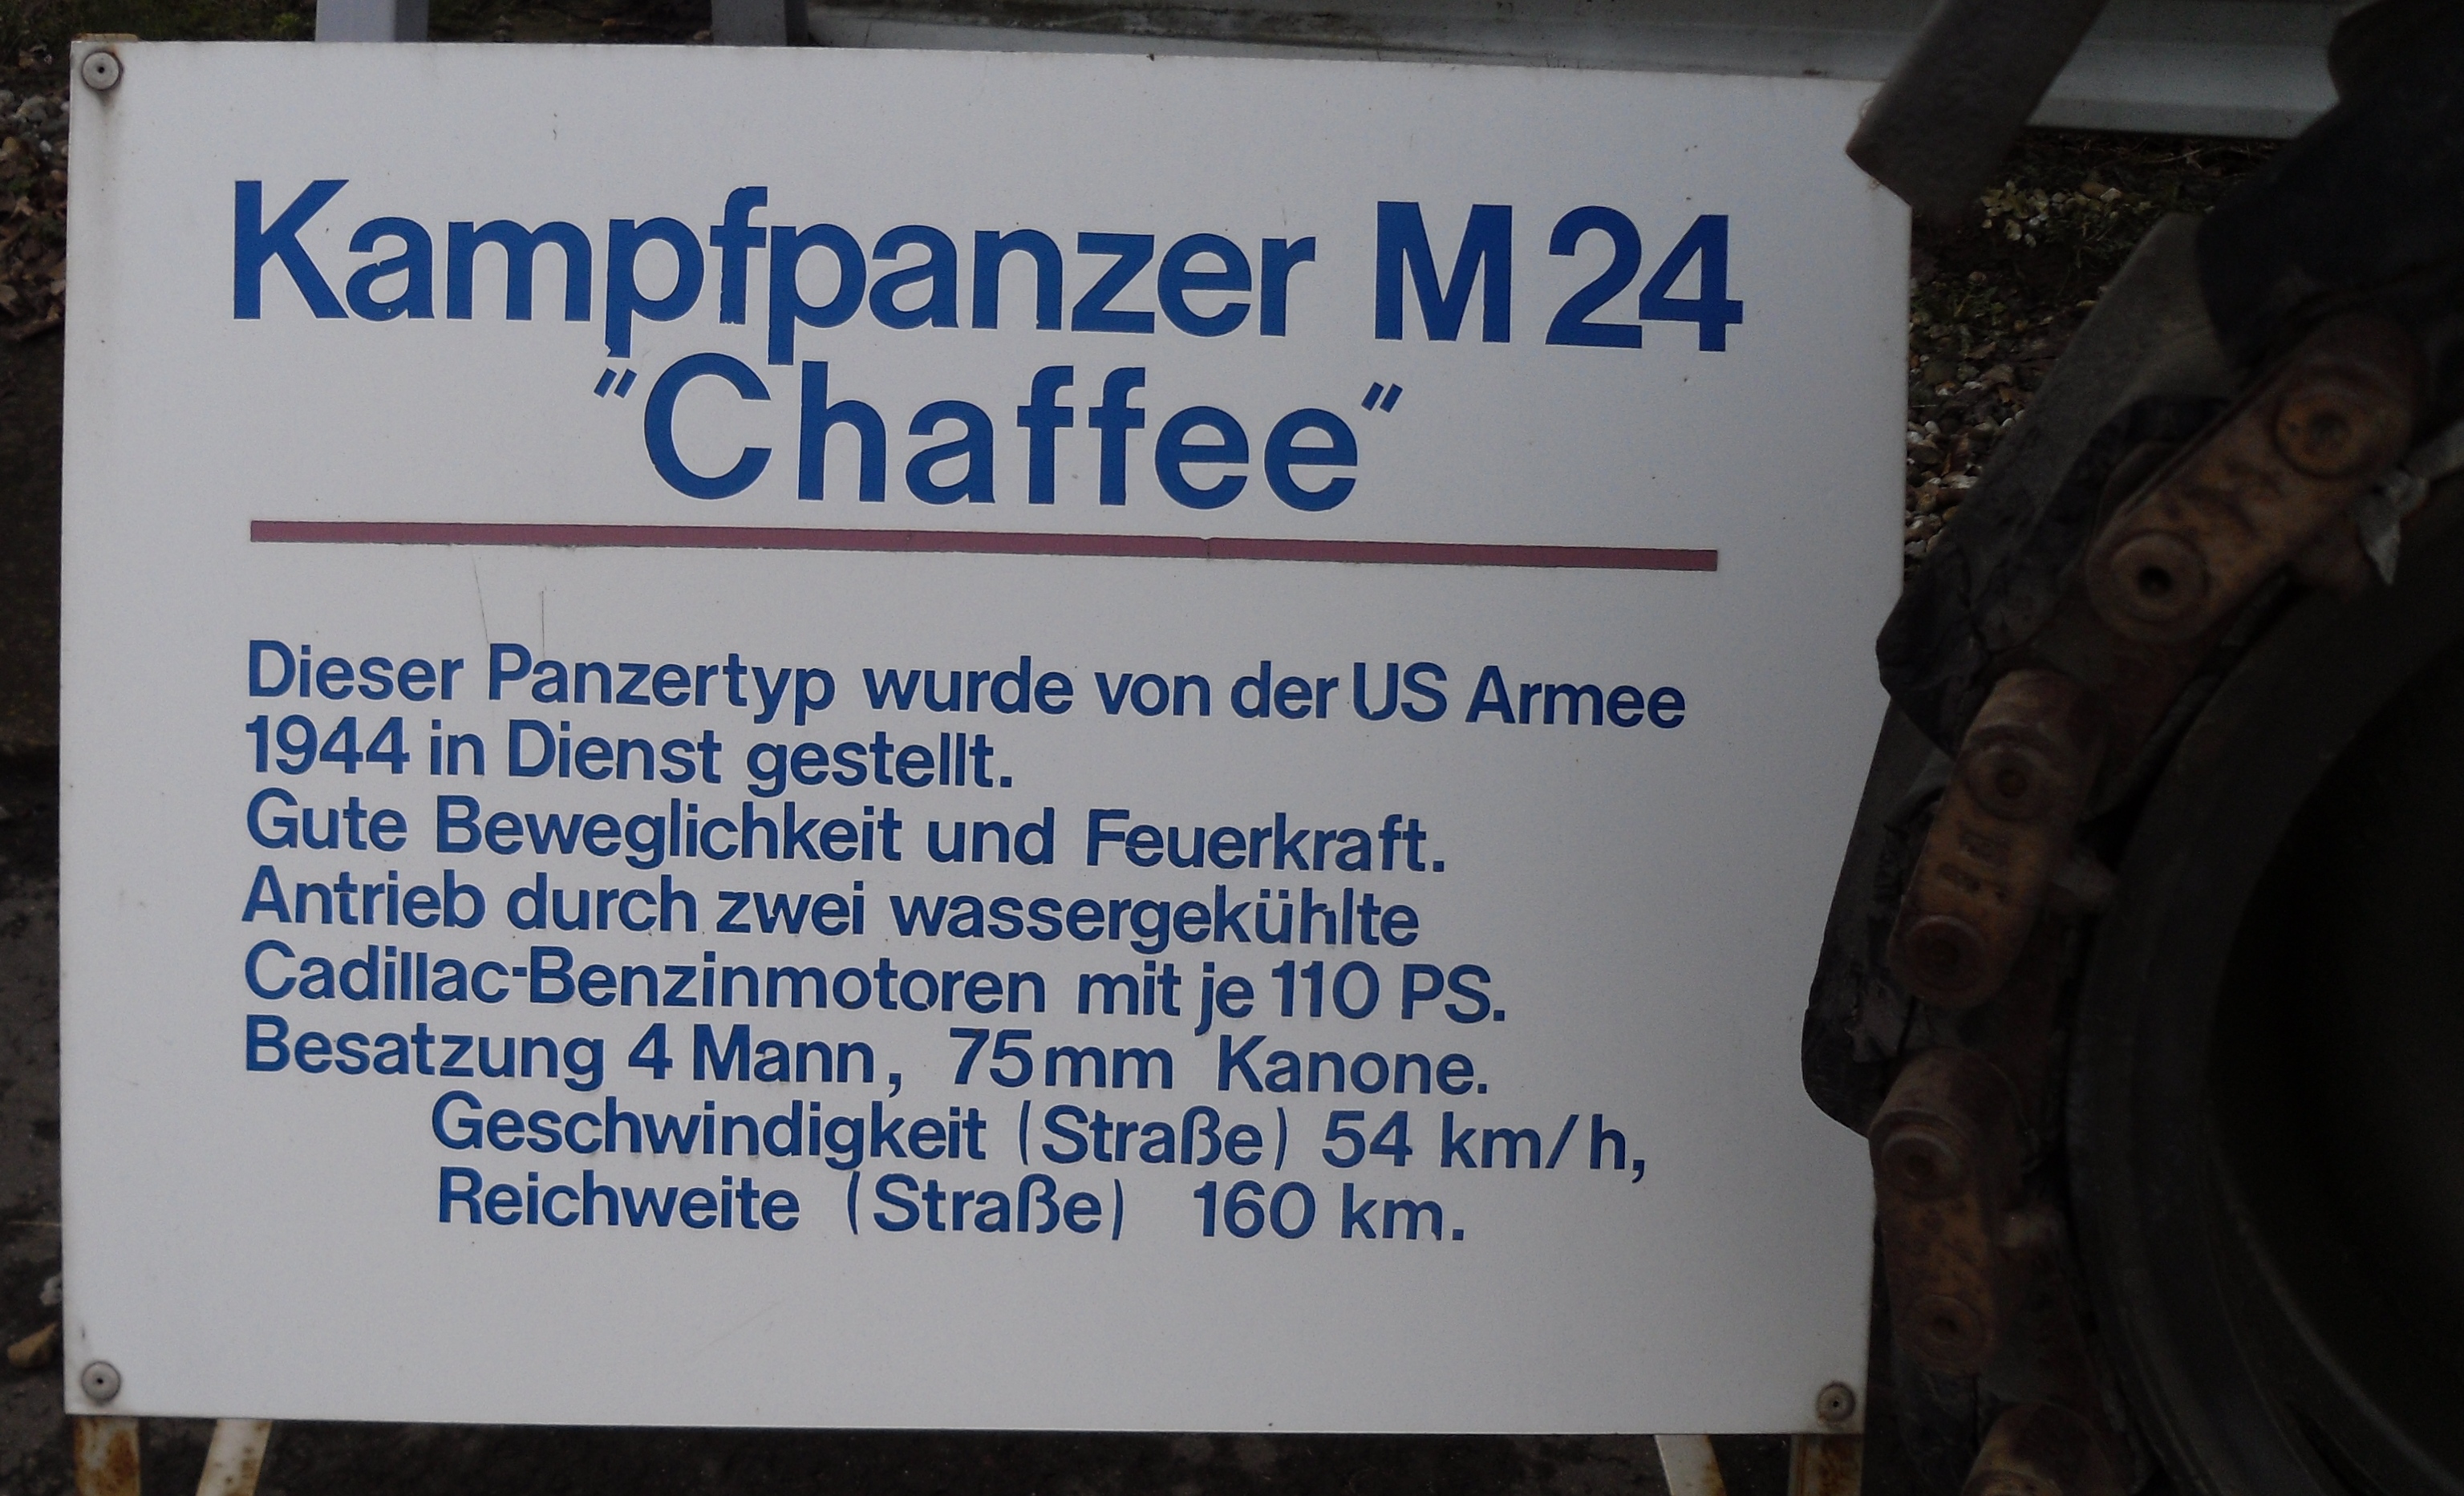 Kampfpanzer M 24
"Chaffee"
Dieser Panzertyp wurde von der US Armee
1944 in Dienst gestellt.
Gute Beweglichkeit und Feuerkraft.
Antrieb durch zwei wassergekühlte
Cadillac-Benzinmotoren mit je 110 PS.
Besatzung 4 Mann, 75mm Kanone.
Geschwindigkeit (Straße) 54 km/h,
Reichweite (Straße) 160 km.